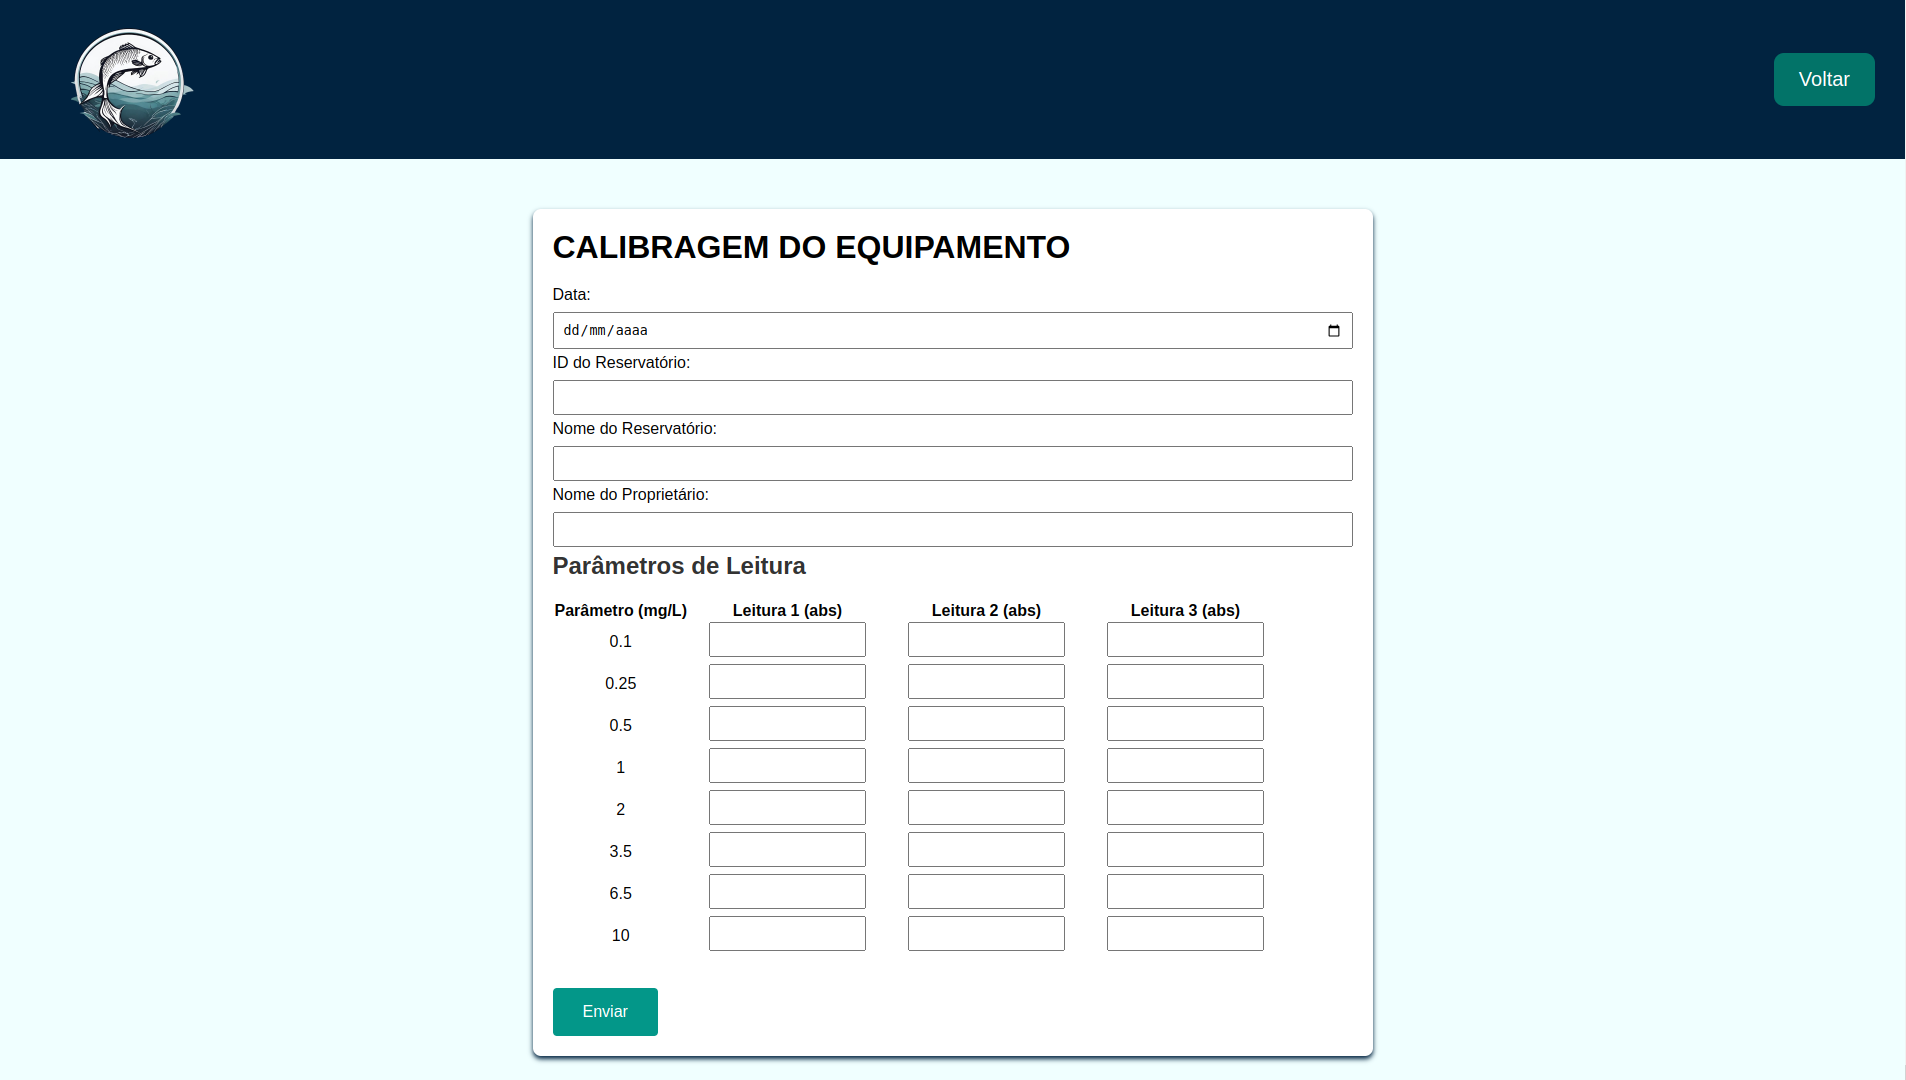 Voltar
CALIBRAGEM DO EQUIPAMENTO
Data:
dd/mm/aaaa
ID do Reservatório:
Nome do Reservatório:
Nome do Proprietário:
Parâmetros de Leitura
Parâmetro (mg/L) Leitura 1 (abs) Leitura 2 (abs) Leitura 3 (abs)
0.1
0.25
0.5
1
2
3.5
6.5
10
Enviar